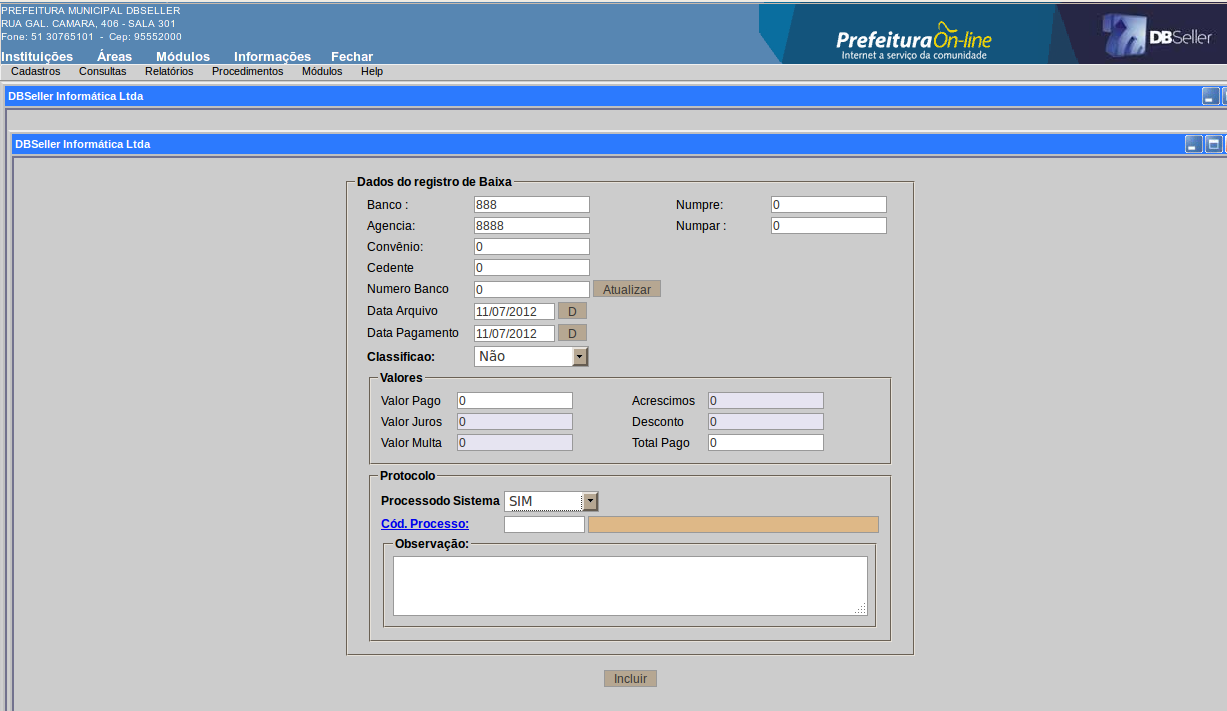 PREFEITURA MUNICIPAL DBSELLER
RUA GAL. CAMARA, 406 - SALA 301
Fone: 51 30765101 - Cep: 95552000
PrefeituraOn-line
Internet a serviço da comunidade
DBSeller
Instituições Áreas Módulos Informações Fechar
Cadastros Consultas Relatórios Procedimentos Módulos Help
DBSeller Informática Ltda
DBSeller Informática Ltda
Dados do registro de Baixa
Banco : 888 Numpre: 0
Agencia: 8888 Numpar : 0
Convênio: 0
Cedente 0
Numero Banco 0 Atualizar
Data Arquivo 11/07/2012 D
Data Pagamento 11/07/2012 D
Classificao: Não
Valores
Valor Pago 0 Acrescimos 0
Valor Juros 0 Desconto 0
Valor Multa 0 Total Pago 0
Protocolo
Processodo Sistema SIM
Cód. Processo:
Observação:
Incluir